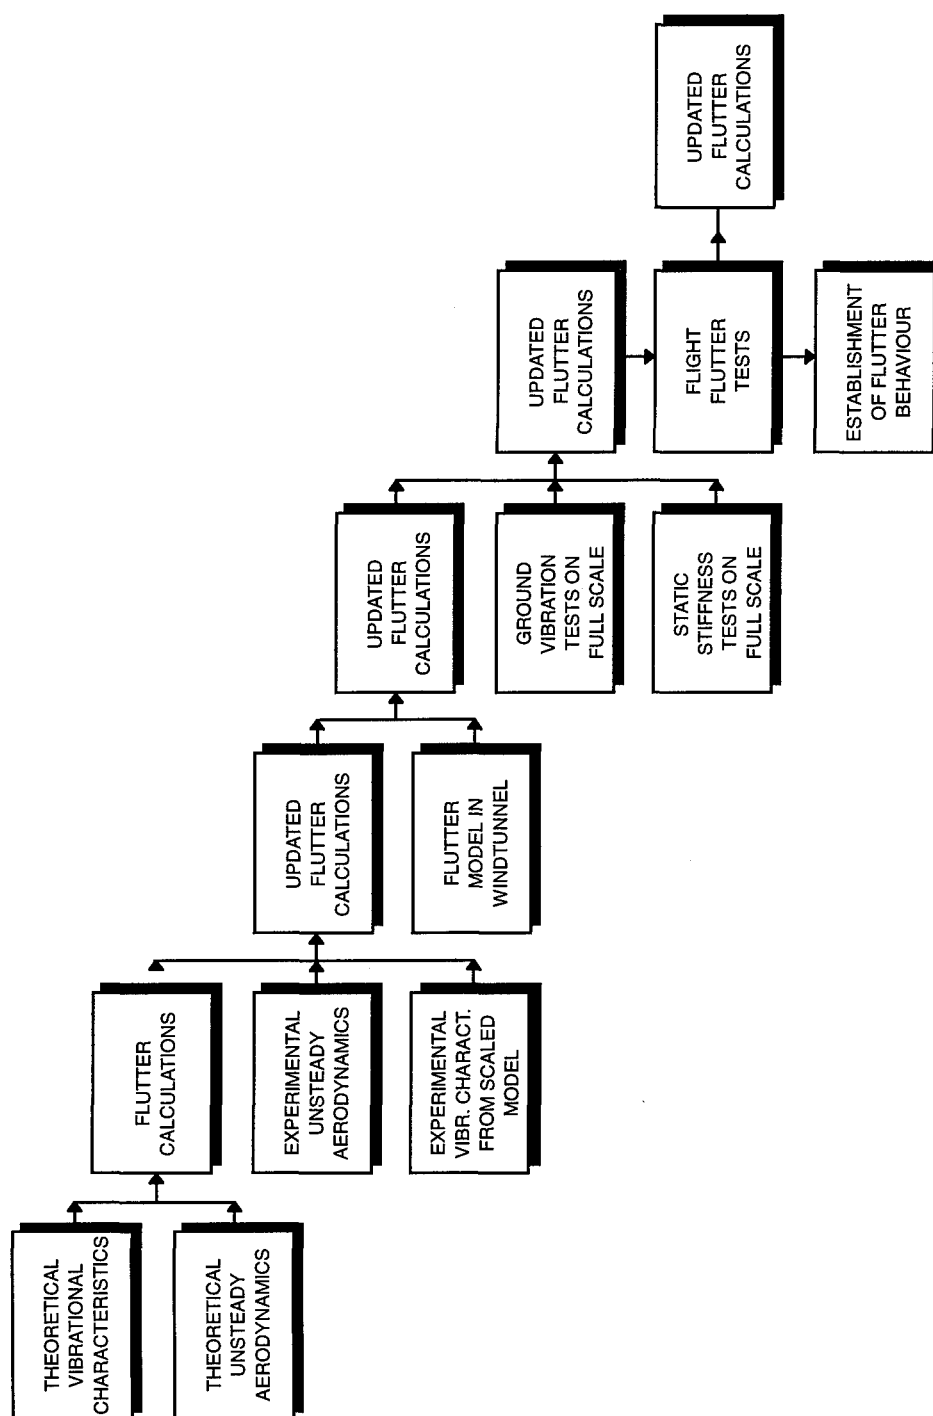 THEORETICAL
VIBRATIONAL
CHARACTERISTICS
THEORETICAL
UNSTEADY
AERODYNAMICS
FLUTTER
CALCULATIONS
EXPERIMENTAL
UNSTEADY
AERODYNAMICS
EXPERIMENTAL
VIBR. CHARACT.
FROM SCALED
MODEL
UPDATED
FLUTTER
CALCULATIONS
FLUTTER
MODEL IN
WINDTUNNEL
UPDATED
FLUTTER
CALCULATIONS
GROUND
VIBRATION
TESTS ON
FULL SCALE
STATIC
STIFFNESS
TESTS ON
FULL SCALE
UPDATED
FLUTTER
CALCULATIONS
FLIGHT
FLUTTER
TESTS
ESTABLISHMENT
OF FLUTTER
BEHAVIOUR
UPDATED
FLUTTER
CALCULATIONS